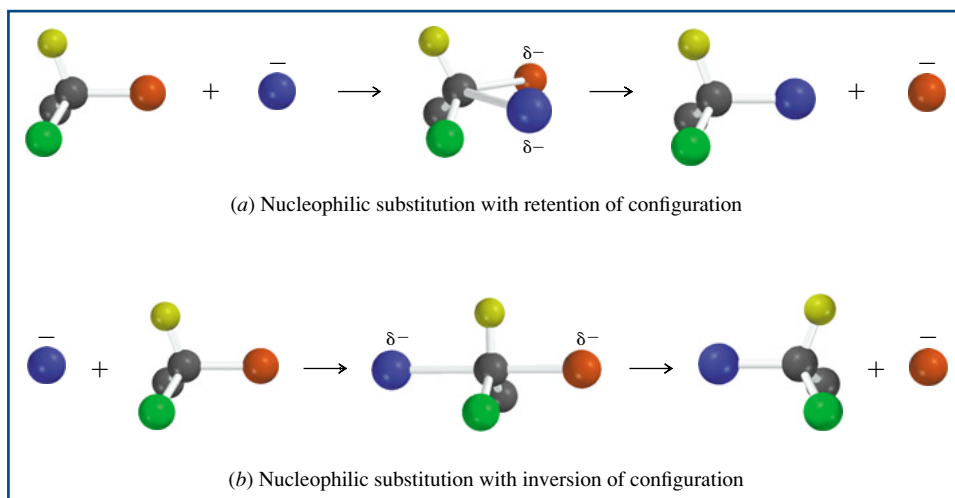 − δ− −
+ → → +
δ−
(a) Nucleophilic substitution with retention of configuration
− δ− δ− −
+ → → +
(b) Nucleophilic substitution with inversion of configuration